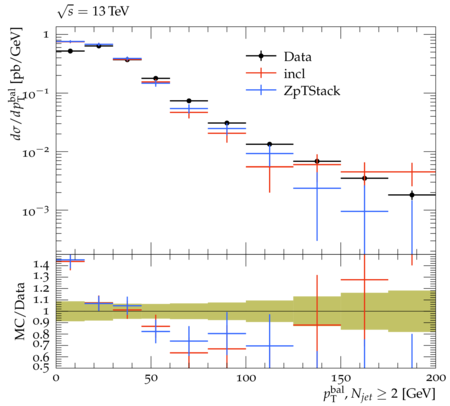 √s = 13 TeV
dσ/dp_T^bal [pb/GeV]
1
10⁻¹
10⁻²
10⁻³
Data
incl
ZpTStack
MC/Data
1.4
1.3
1.2
1.1
1
0.9
0.8
0.7
0.6
0.5
0 50 100 150 200
p_T^bal, N_jet ≥ 2 [GeV]